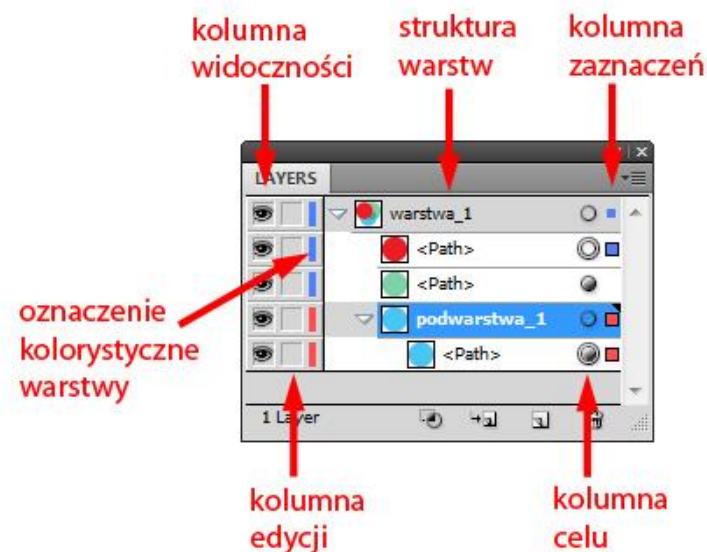 kolumna
widoczności
struktura
warstw
kolumna
zaznaczeń
LAYERS
warstwa_1
<Path>
<Path>
podwarstwa_1
<Path>
oznaczenie
kolorystyczne
warstwy
1 Layer
kolumna
edycji
kolumna
celu